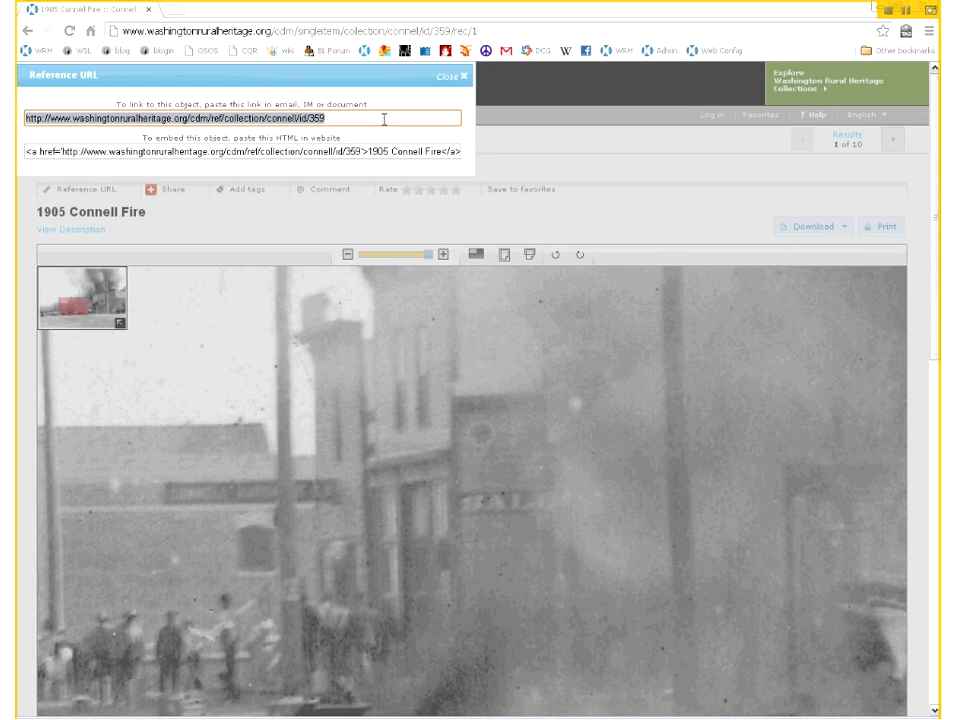 1905 Connell Fire :: Connell ×
www.washingtonruralheritage.org/cdm/singleitem/collection/connell/id/359/rec/1
WRH WSL blog blogin OSOS CQR wiki BL Forum DCG WRH Admin Web Config Other bookmarks
Reference URL Close ✖
To link to this object, paste this link in email, IM or document
http://www.washingtonruralheritage.org/cdm/ref/collection/connell/id/359
To embed this object, paste this HTML in website
<a href='http://www.washingtonruralheritage.org/cdm/ref/collection/connell/id/359'>1905 Connell Fire</a>
Explore
Washington Rural Heritage
Collections
Log in | Favorites | ? Help | English
Results
1 of 10
Reference URL Share Add tags Comment Rate Save to favorites
1905 Connell Fire
View Description
Download Print